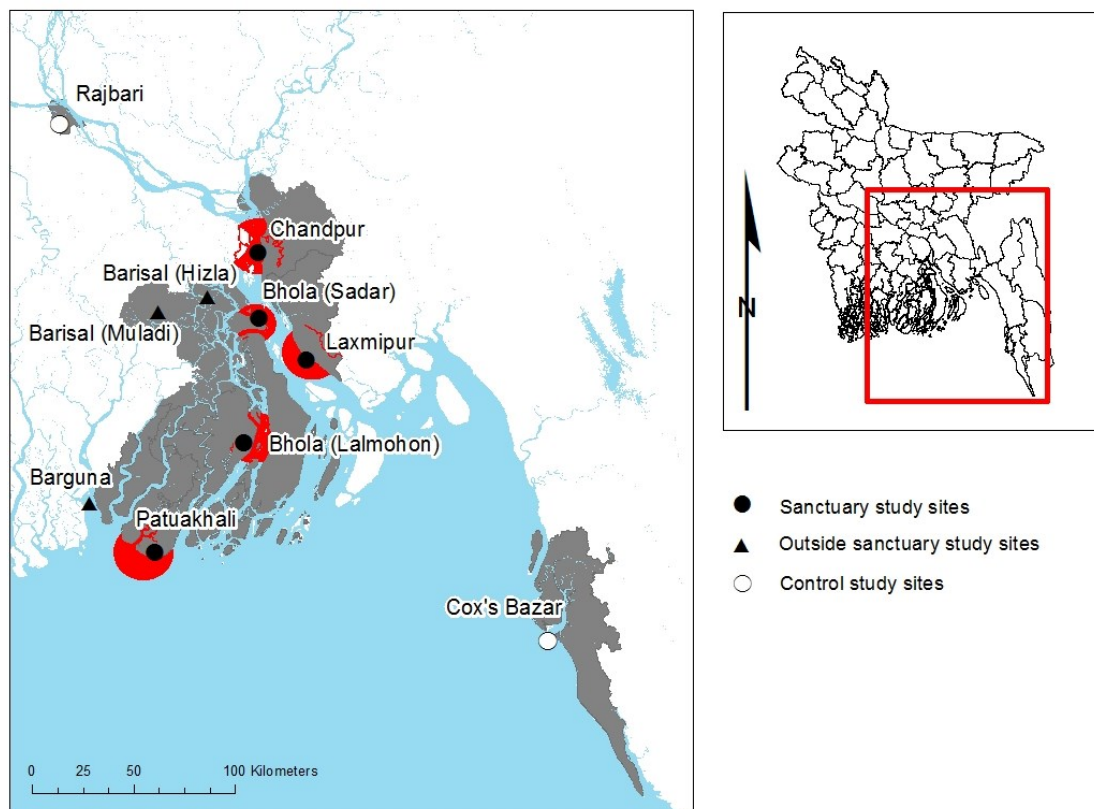 Rajbari
Chandpur
Barisal (Hizla)
Bhola (Sadar)
Barisal (Muladi)
Laxmipur
Bhola (Lalmohon)
Barguna
Patuakhali
Cox's Bazar
0 25 50 100 Kilometers
N
Sanctuary study sites
Outside sanctuary study sites
Control study sites